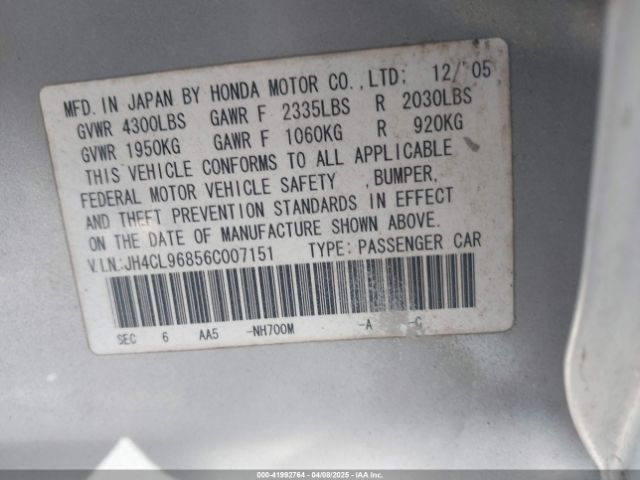 MFD. IN JAPAN BY HONDA MOTOR CO.,LTD: 12/'05
GVWR 4300LBS GAWR F 2335LBS R 2030LBS
GVWR 1950KG GAWR F 1060KG R 920KG
THIS VEHICLE CONFORMS TO ALL APPLICABLE
FEDERAL MOTOR VEHICLE SAFETY ,BUMPER,
AND THEFT PREVENTION STANDARDS IN EFFECT
ON THE DATE OF MANUFACTURE SHOWN ABOVE.
V.I.N.:JH4CL96856C007151 TYPE: PASSENGER CAR
SEC 6 AA5 -NH700M -A -C
000-41992764 - 04/08/2025 - IAA Inc.